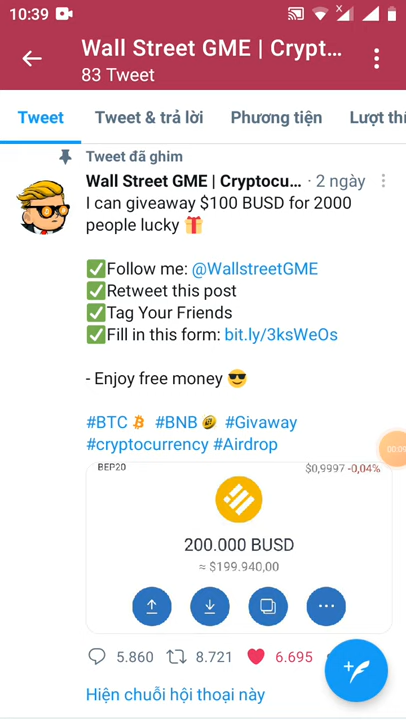 10:39
Wall Street GME | Crypt...
83 Tweet
Tweet
Tweet & trả lời
Phương tiện
Lượt thí
Tweet đã ghim
Wall Street GME | Cryptocu... · 2 ngày
I can giveaway $100 BUSD for 2000
people lucky 🎁
✅Follow me: @WallstreetGME
✅Retweet this post
✅Tag Your Friends
✅Fill in this form: bit.ly/3ksWeOs
- Enjoy free money 😎
#BTC #BNB #Givaway
#cryptocurrency #Airdrop
BEP20
$0,9997 -0,04%
200.000 BUSD
≈ $199.940,00
5.860
8.721
6.695
Hiện chuỗi hội thoại này